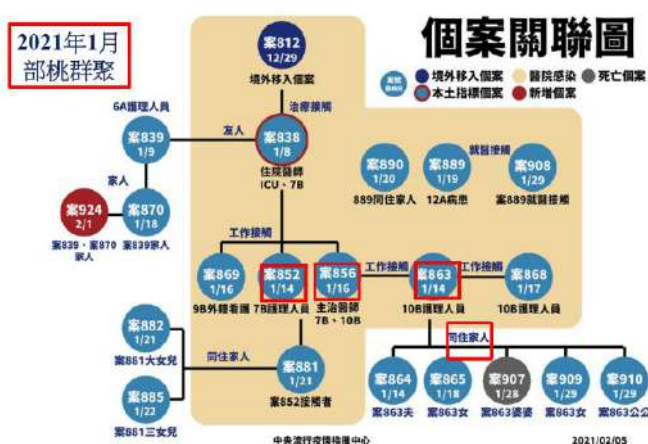 2021年1月
部桃群聚
個案關聯圖
案812
12/29
境外移入個案
境外移入個案
醫院感染
死亡個案
本土指標個案
新增個案
6A護理人員
治療接觸
友人
案839
1/9
案838
1/8
住院醫師
ICU、7B
家人
案924
2/1
案870
1/18
案839、案870
家人
案839家人
就醫接觸
案890
1/20
案889
1/19
案908
1/29
889同住家人
12A病患
案889就醫接觸
工作接觸
案869
1/16
案852
1/14
案856
1/16
工作接觸
案863
1/14
工作接觸
案868
1/17
9B外籍看護
7B護理人員
主治醫師
7B、10B
10B護理人員
10B護理人員
案882
1/21
案881大女兒
同住家人
案881
1/21
案852接觸者
案885
1/22
案881三女兒
同住家人
案864
1/14
案865
1/18
案907
1/28
案909
1/29
案910
1/29
案863夫
案863女
案863婆婆
案863女
案863公公
中央流行疫情指揮中心
2021/02/05